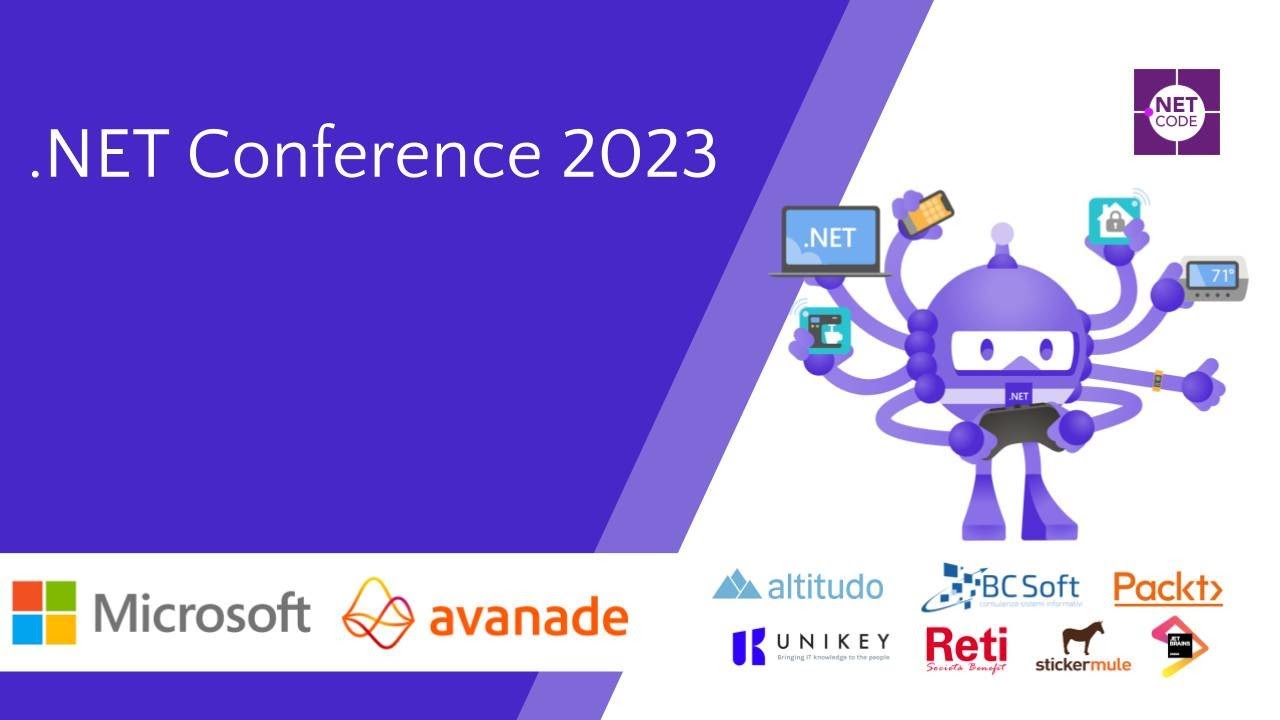 .NET Conference 2023
.NET
CODE
.NET
71°
.NET
Microsoft
avanade
altitudo
BC Soft
consulenze sistemi informativi
Packt>
UNIKEY
Bringing IT knowledge to the people
Reti
Società Benefit
stickermule
JET
BRAINS